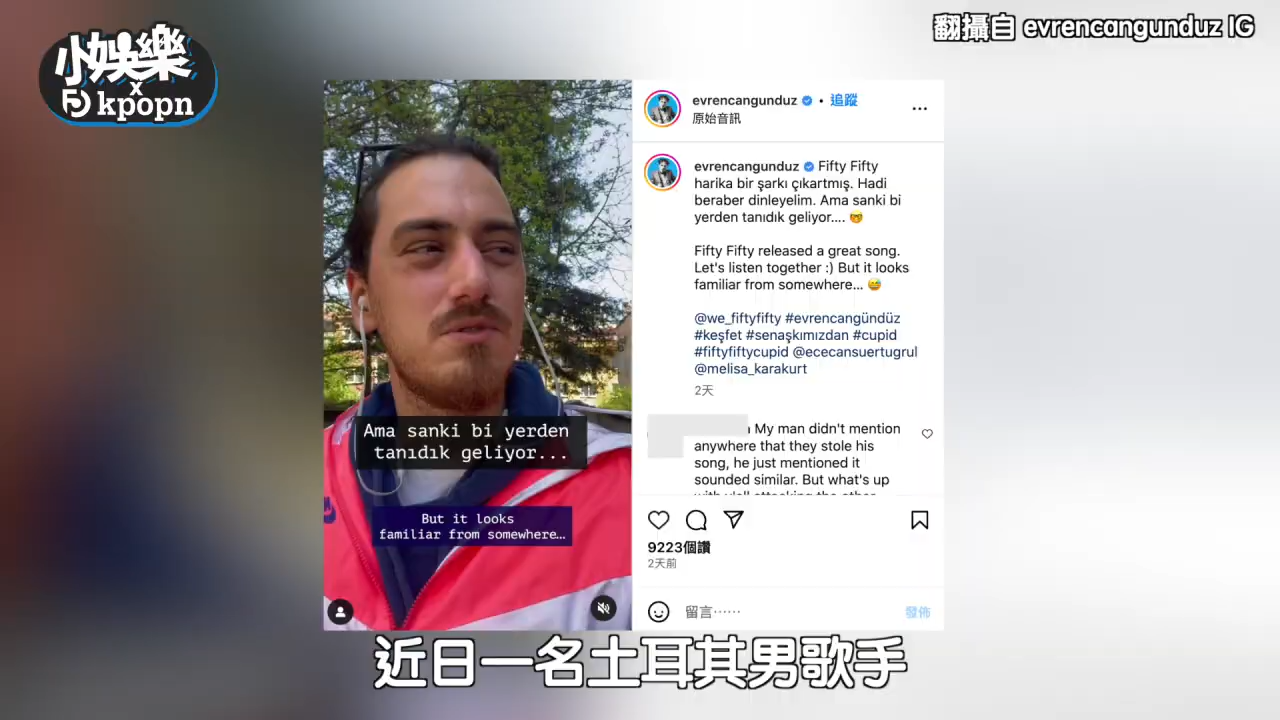 小娛樂
x
kpopn
翻攝自 evrencangunduz IG
evrencangunduz • 追蹤
原始音訊
evrencangunduz Fifty Fifty
harika bir şarkı çıkartmış. Hadi
beraber dinleyelim. Ama sanki bi
yerden tanıdık geliyor.... 🤓
Fifty Fifty released a great song.
Let's listen together :) But it looks
familiar from somewhere... 😅
@we_fiftyfifty #evrencangündüz
#keşfet #senaşkımızdan #cupid
#fiftyfiftycupid @ececansuertugrul
@melisa_karakurt
2天
My man didn't mention
anywhere that they stole his
song, he just mentioned it
sounded similar. But what's up
with y'all attacking the other
9223個讚
2天前
留言⋯⋯
發佈
Ama sanki bi yerden
tanıdık geliyor...
But it looks
familiar from somewhere…
近日一名土耳其男歌手